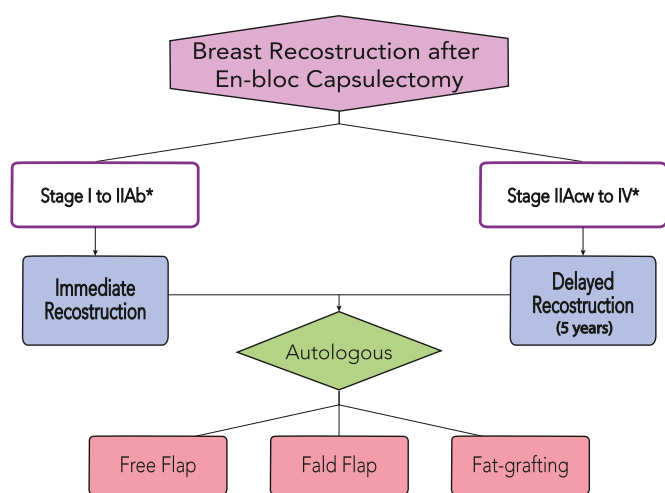 Breast Recostruction after
En-bloc Capsulectomy
Stage I to IIAb*
Stage IIAcw to IV*
Immediate
Recostruction
Delayed
Recostruction
(5 years)
Autologous
Free Flap
Fald Flap
Fat-grafting